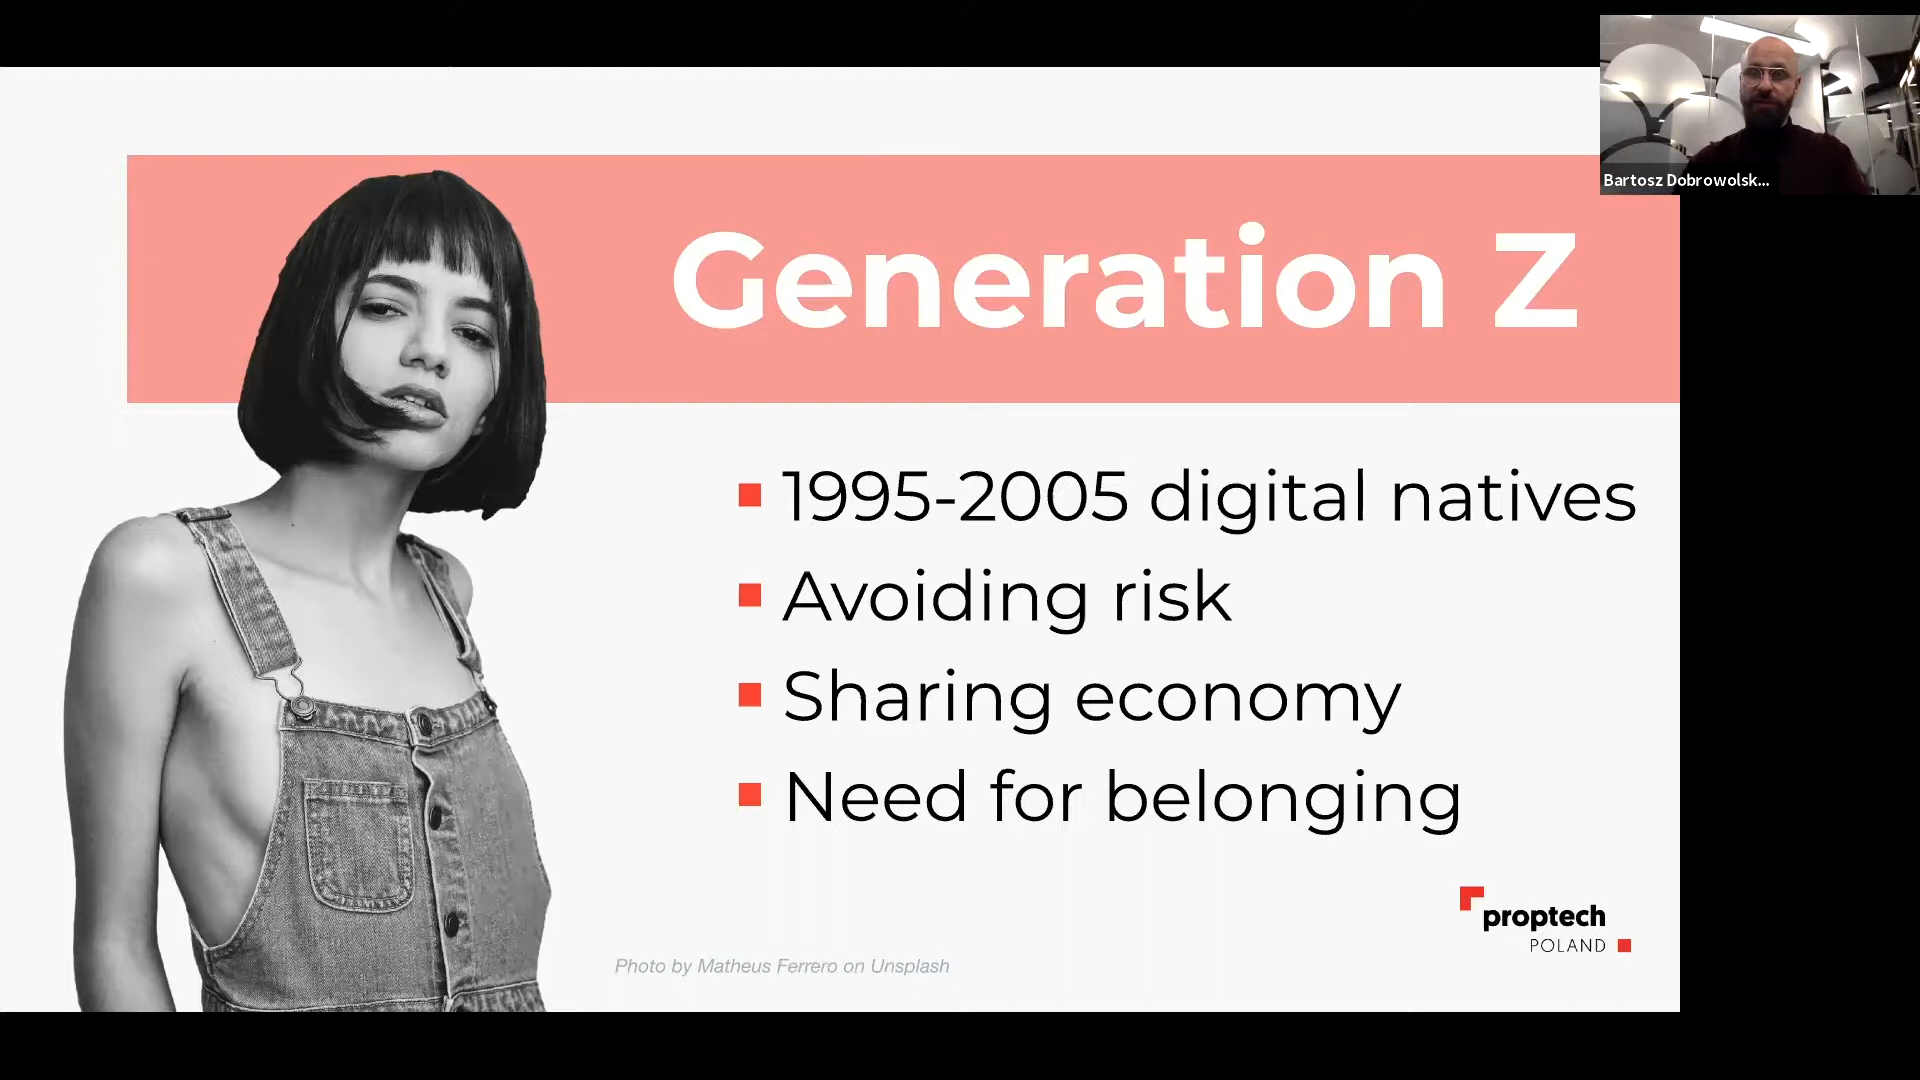 Bartosz Dobrowolsk...
Generation Z
1995-2005 digital natives
Avoiding risk
Sharing economy
Need for belonging
proptech
POLAND
Photo by Matheus Ferrero on Unsplash